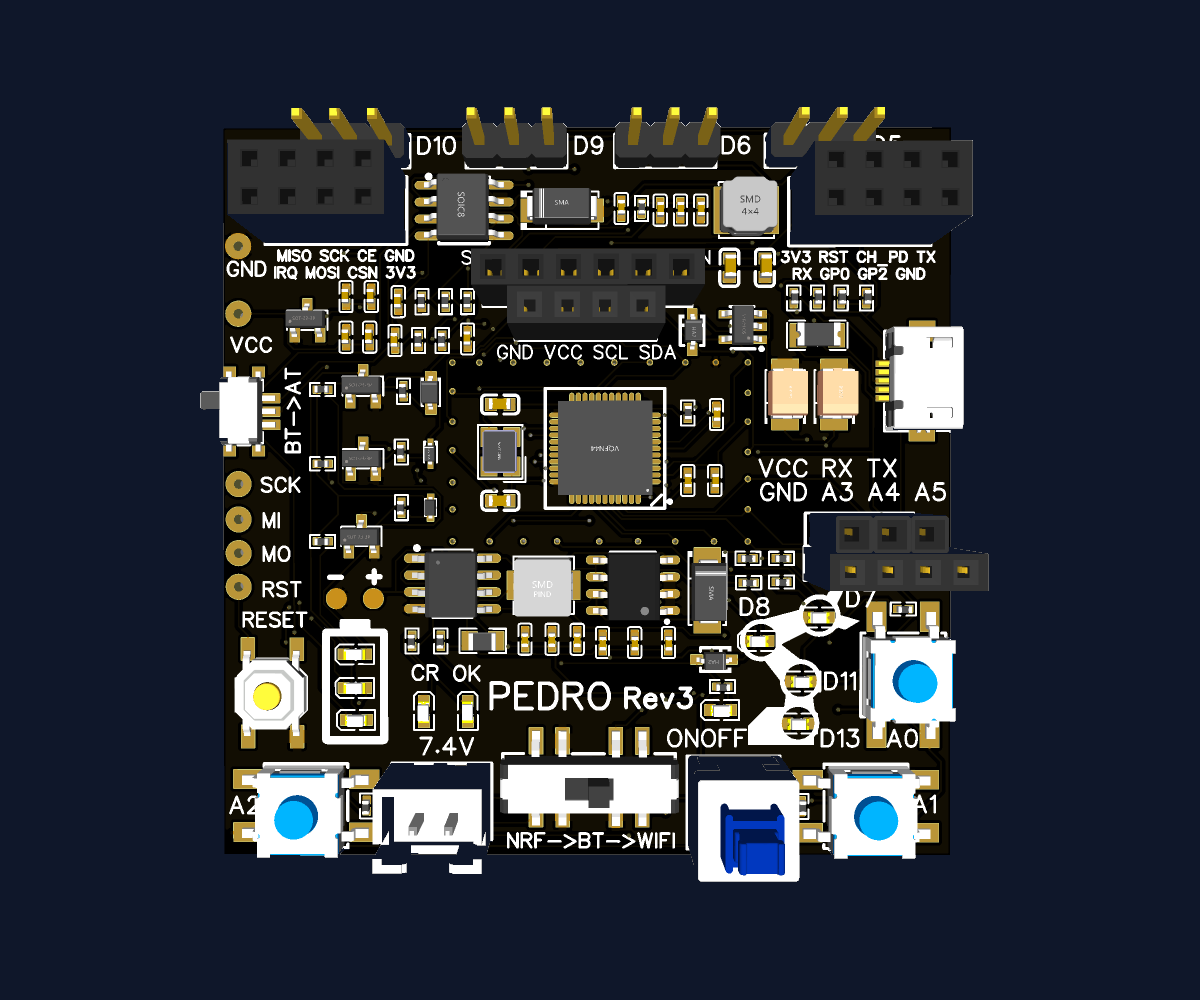 D10
D9
D6
SOIC8
SMA
SMD
4x4
GND
MISO SCK CE GND
IRQ MOSI CSN 3V3
3V3 RST CH_PD TX
RX GP0 GP2 GND
VCC
GND VCC SCL SDA
BT->AT
VQFN44
VCC RX TX
GND A3 A4 A5
SCK
MI
MO
RST
- +
SMD
PIND
SMA
D8
D7
RESET
CR OK
PEDRO Rev3
D11
7.4V
ONOFF
D13
A0
A2
A1
NRF->BT->WIFI